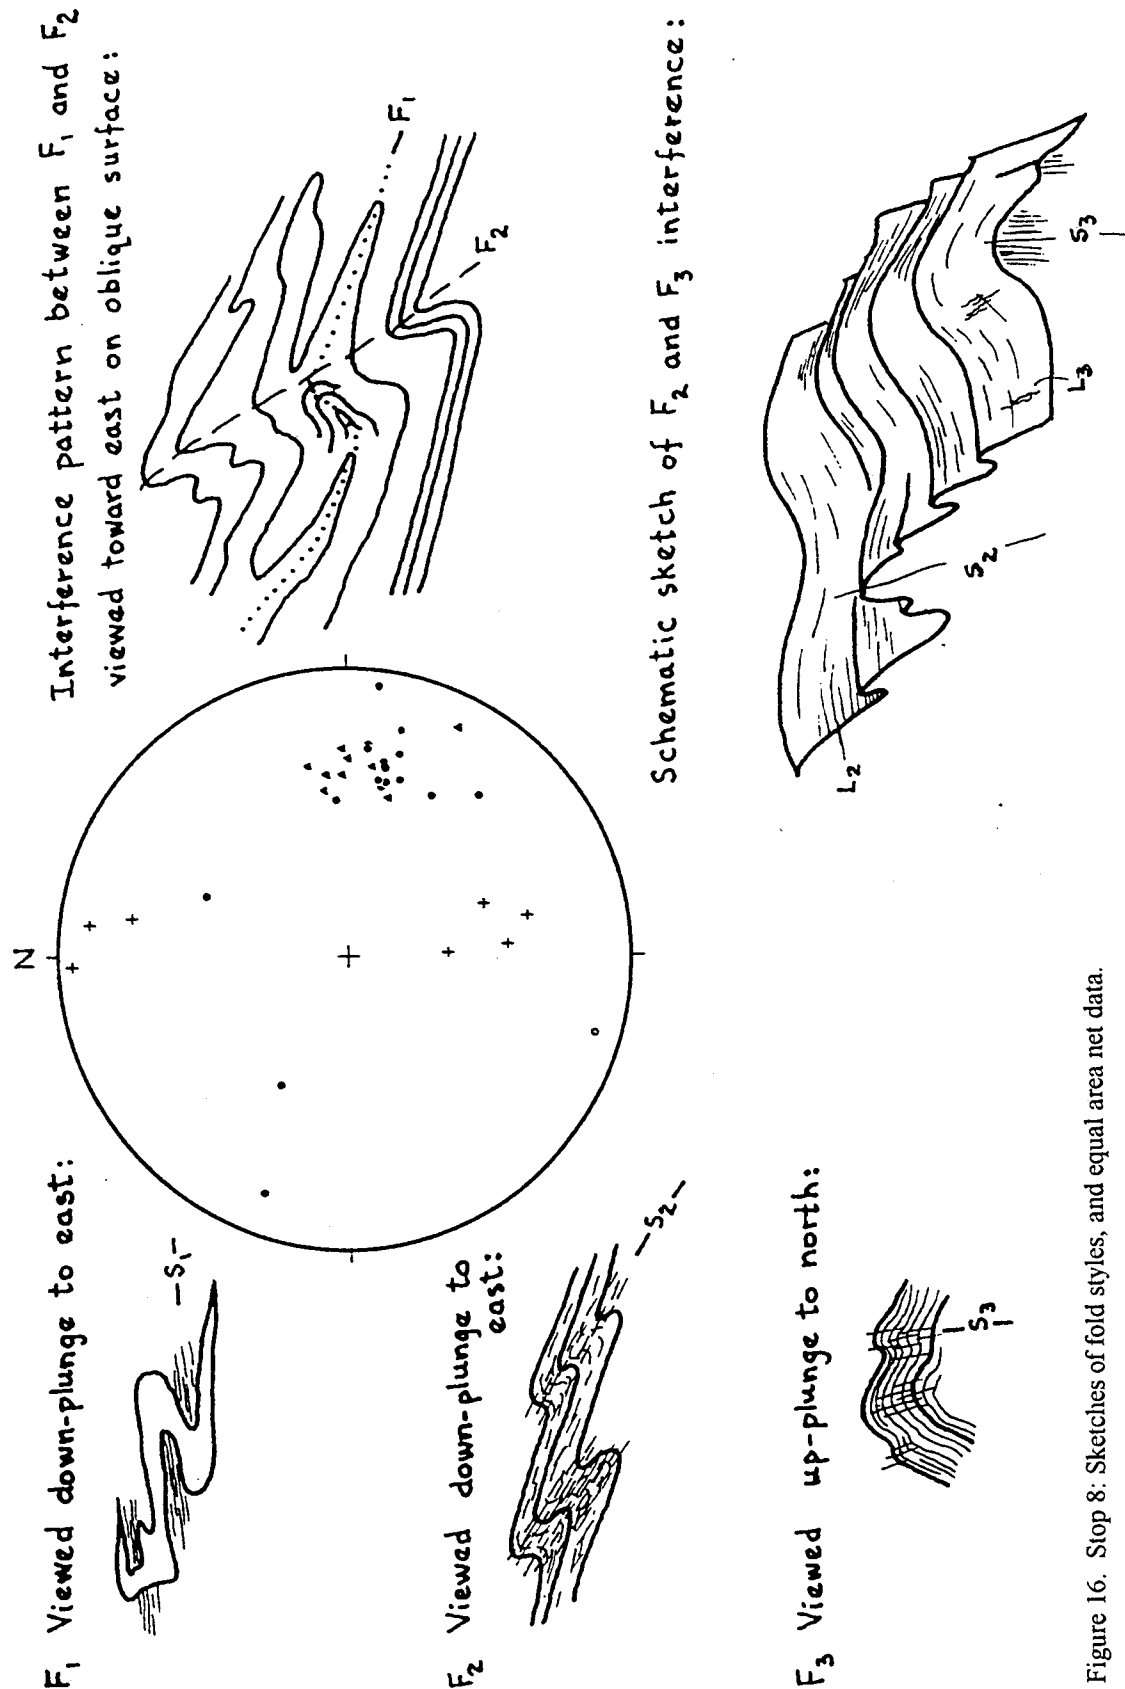 F₁ Viewed down-plunge to east:
—S₁—
F₂ Viewed down-plunge to
east:
—S₂—
F₃ Viewed up-plunge to north:
S₃
N
Interference pattern between F₁ and F₂
viewed toward east on oblique surface:
F₁
F₂
Schematic sketch of F₂ and F₃ interference:
L₂
S₂
L₃
S₃
Figure 16. Stop 8: Sketches of fold styles, and equal area net data.